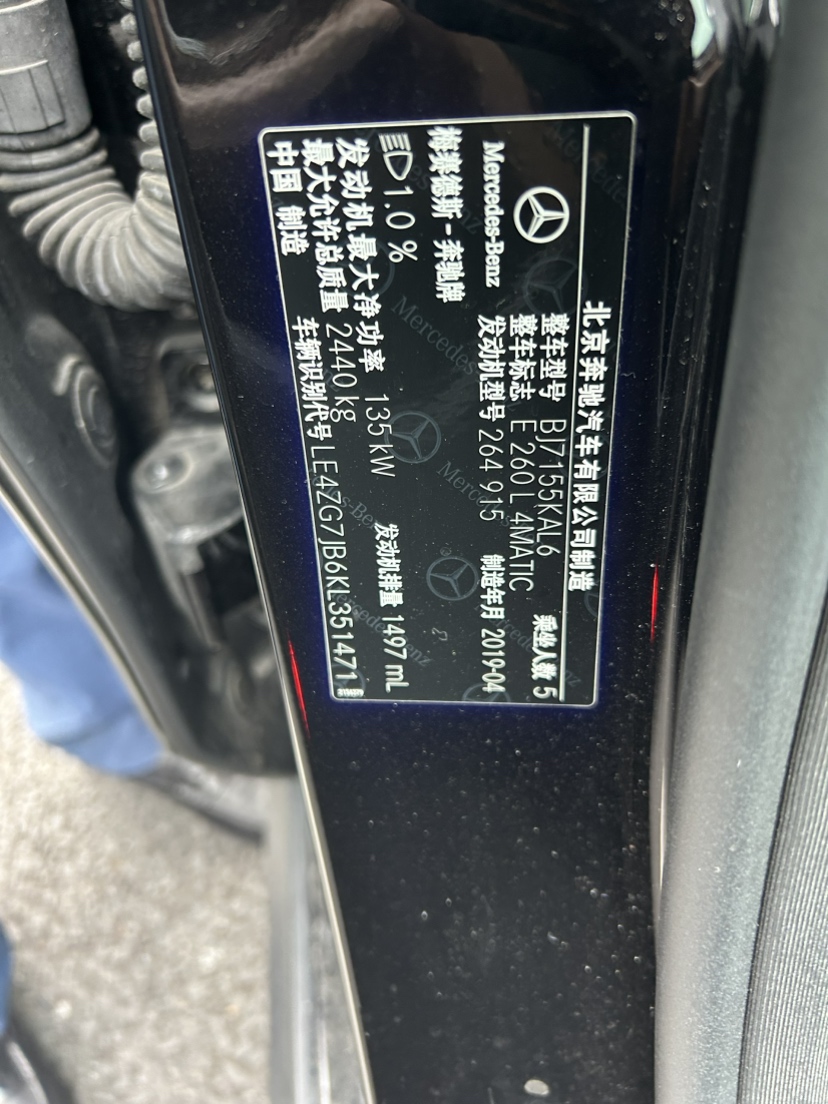 北京奔驰汽车有限公司制造
Mercedes-Benz
整车型号 BJ7155KAL6 乘坐人数 5
整车标志 E 260 L 4MATIC
发动机型号 264 915 制造年月 2019-04
梅赛德斯-奔驰牌
1.0 %
发动机最大净功率 135 kW 发动机排量 1497 mL
最大允许总质量 2440 kg
中国 制造 车辆识别代号 LE4ZG7JB6KL351471